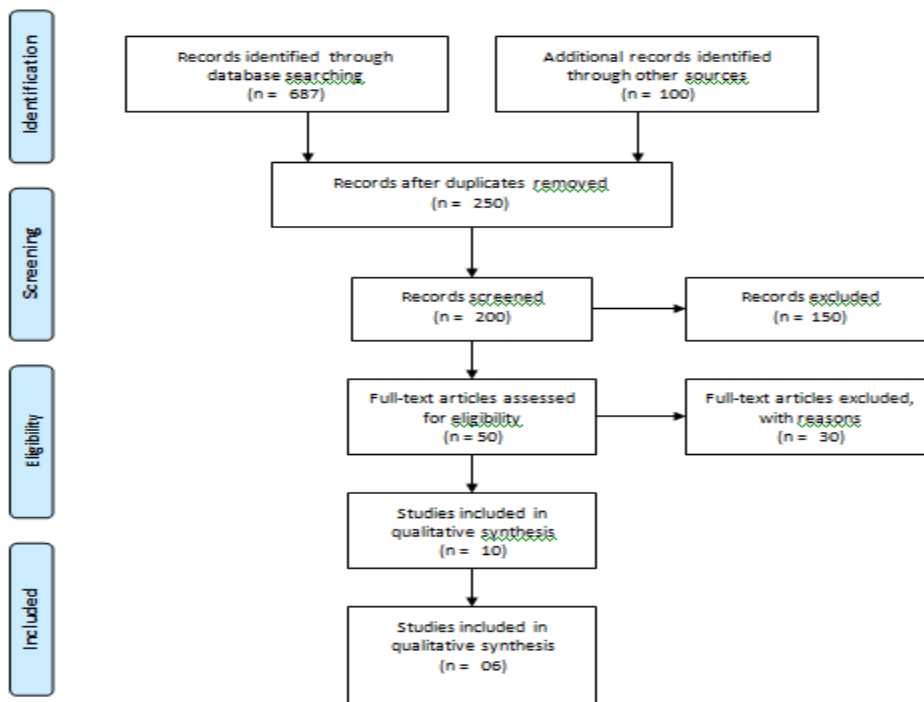 Identification
Records identified through
database searching
(n = 687)
Additional records identified
through other sources
(n = 100)
Records after duplicates removed
(n = 250)
Screening
Records screened
(n = 200)
Records excluded
(n = 150)
Eligibility
Full-text articles assessed
for eligibility
(n = 50)
Full-text articles excluded,
with reasons
(n = 30)
Studies included in
qualitative synthesis
(n = 10)
Included
Studies included in
qualitative synthesis
(n = 06)